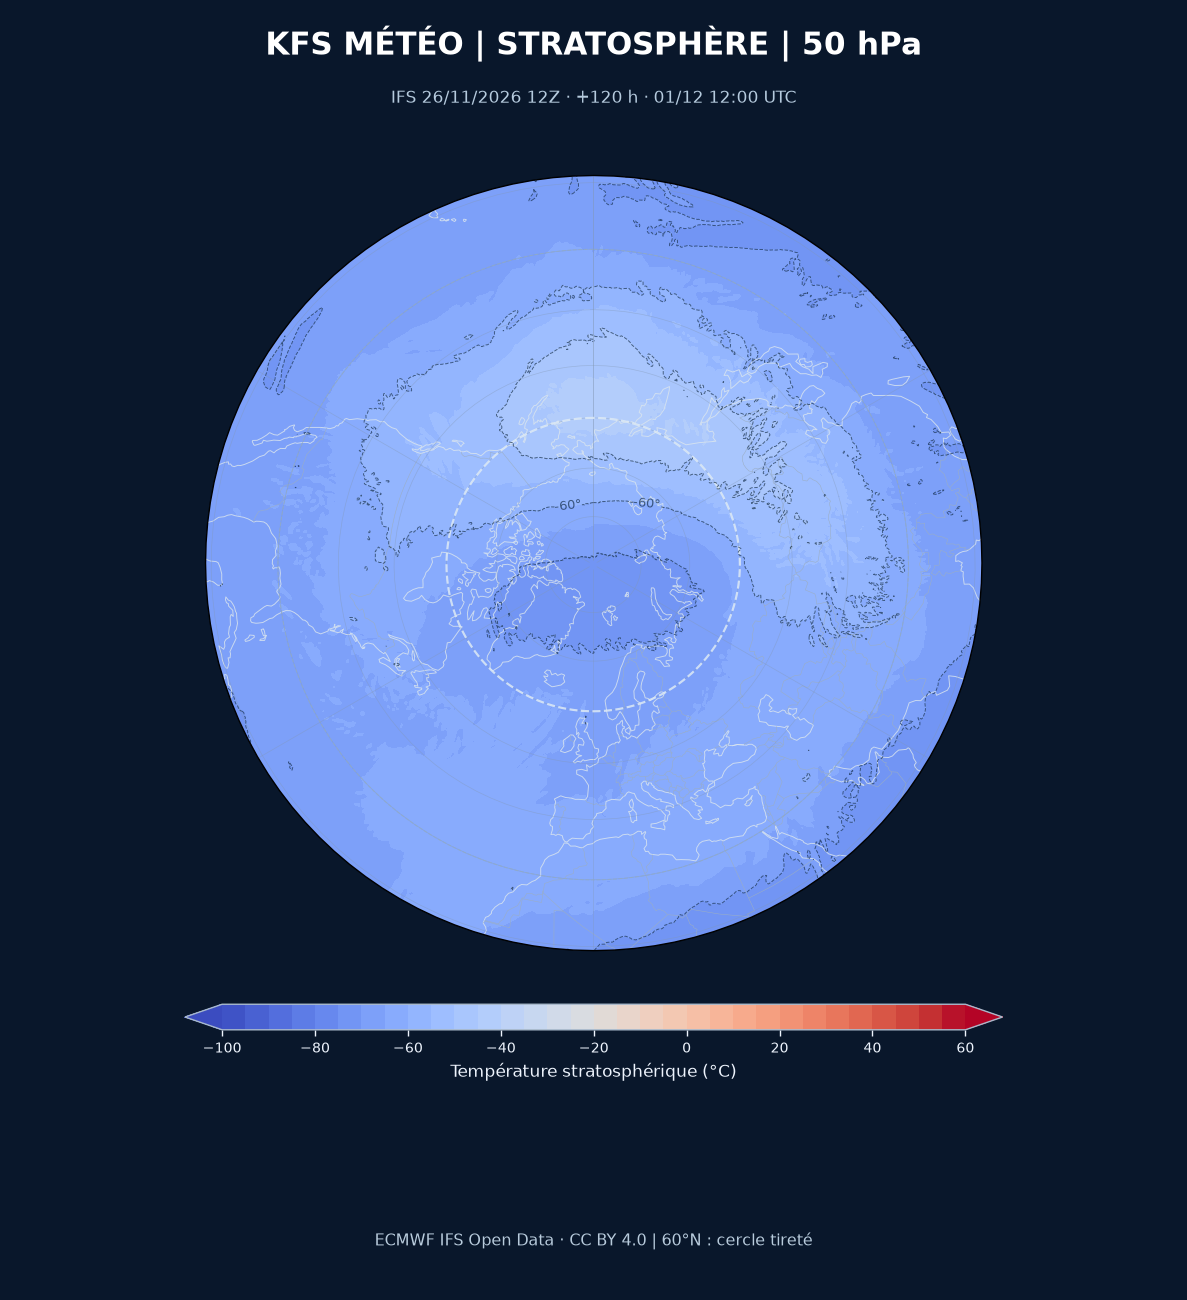 KFS MÉTÉO | STRATOSPHÈRE | 50 hPa
IFS 26/11/2026 12Z · +120 h · 01/12 12:00 UTC
60° 60°
−100 −80 −60 −40 −20 0 20 40 60
Température stratosphérique (°C)
ECMWF IFS Open Data · CC BY 4.0 | 60°N : cercle tireté